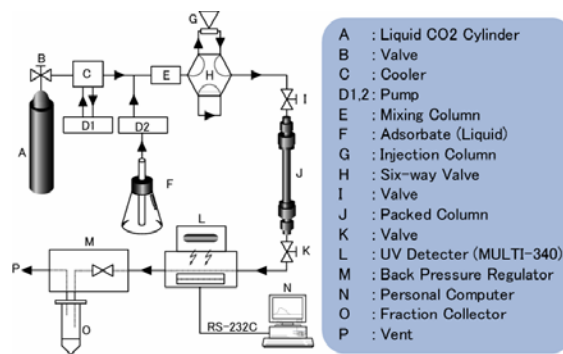 G
B
C
E
H
D1
D2
I
A
F
J
L
K
M
N
P
O
RS-232C
A : Liquid CO2 Cylinder
B : Valve
C : Cooler
D1,2: Pump
E : Mixing Column
F : Adsorbate (Liquid)
G : Injection Column
H : Six-way Valve
I : Valve
J : Packed Column
K : Valve
L : UV Detecter (MULTI-340)
M : Back Pressure Regulator
N : Personal Computer
O : Fraction Collector
P : Vent